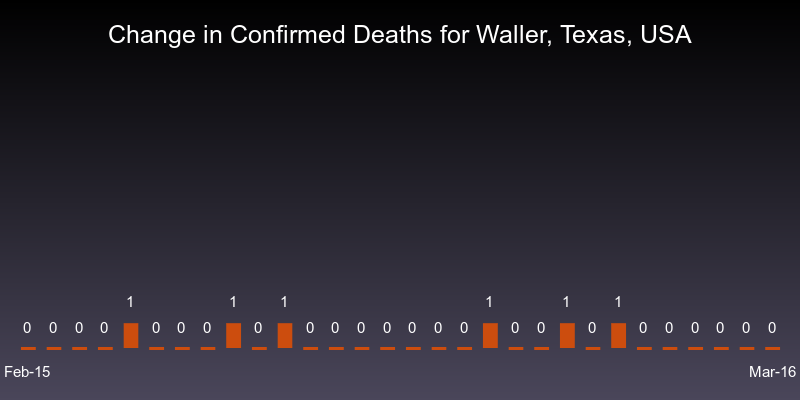 Change in Confirmed Deaths for Waller, Texas, USA
1 1 1 1 1 1
0 0 0 0 0 0 0 0 0 0 0 0 0 0 0 0 0 0 0 0 0 0 0 0
Feb-15 Mar-16